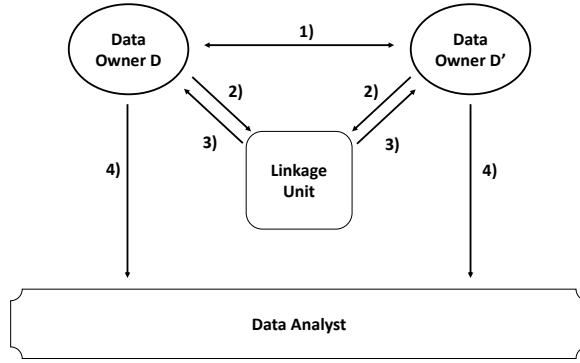 1)
Data
Owner D
Data
Owner D’
2)
2)
3)
3)
Linkage
Unit
4)
4)
Data Analyst